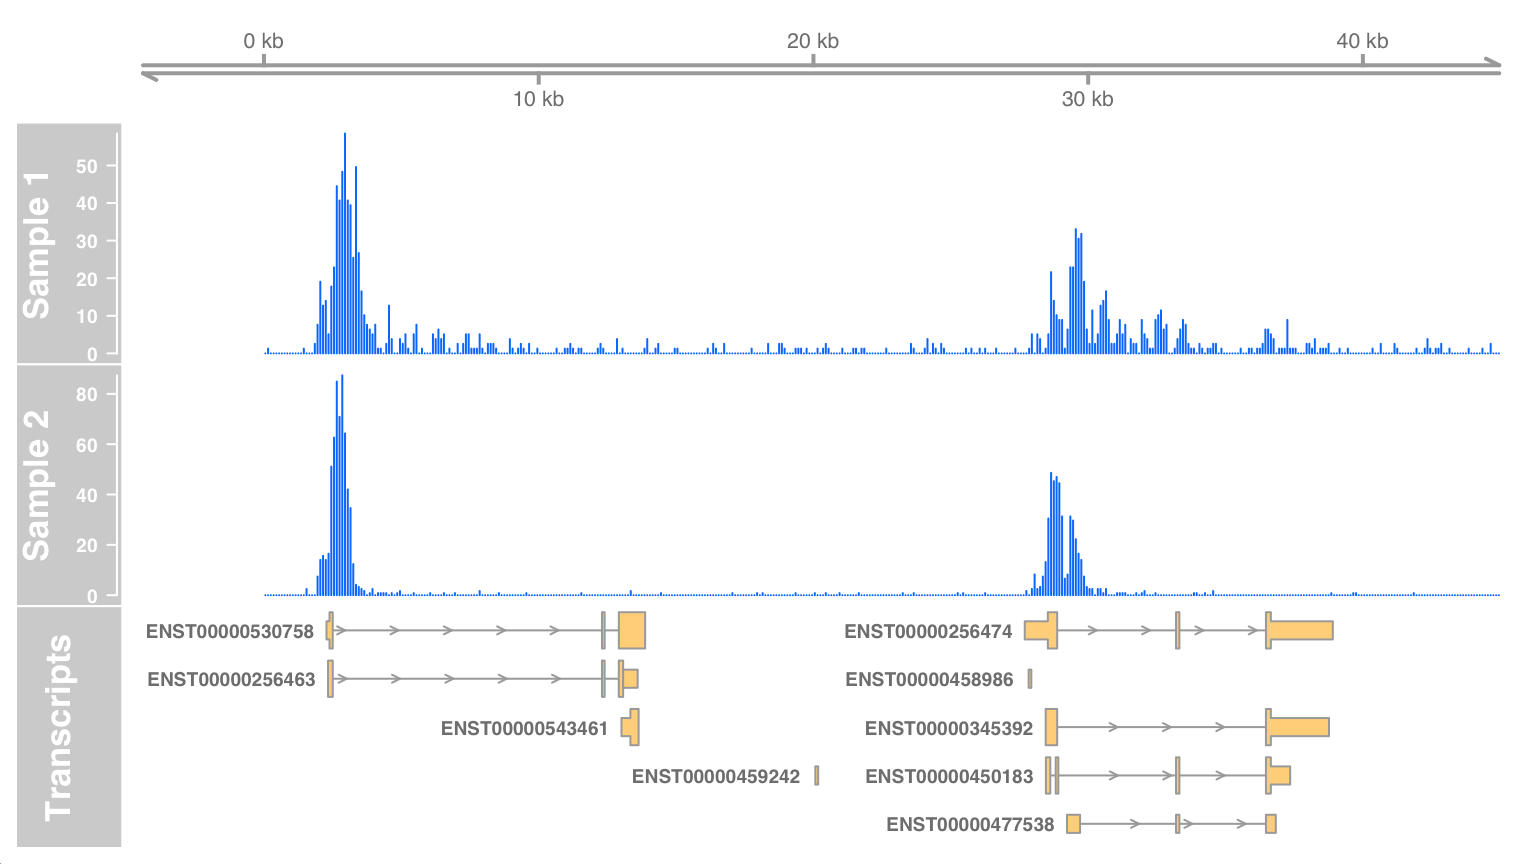 0 kb 20 kb 40 kb
10 kb 30 kb
Sample 1
50
40
30
20
10
0
Sample 2
80
60
40
20
0
Transcripts
ENST00000530758 ENST00000256474
ENST00000256463 ENST00000458986
ENST00000543461 ENST00000345392
ENST00000459242 ENST00000450183
ENST00000477538